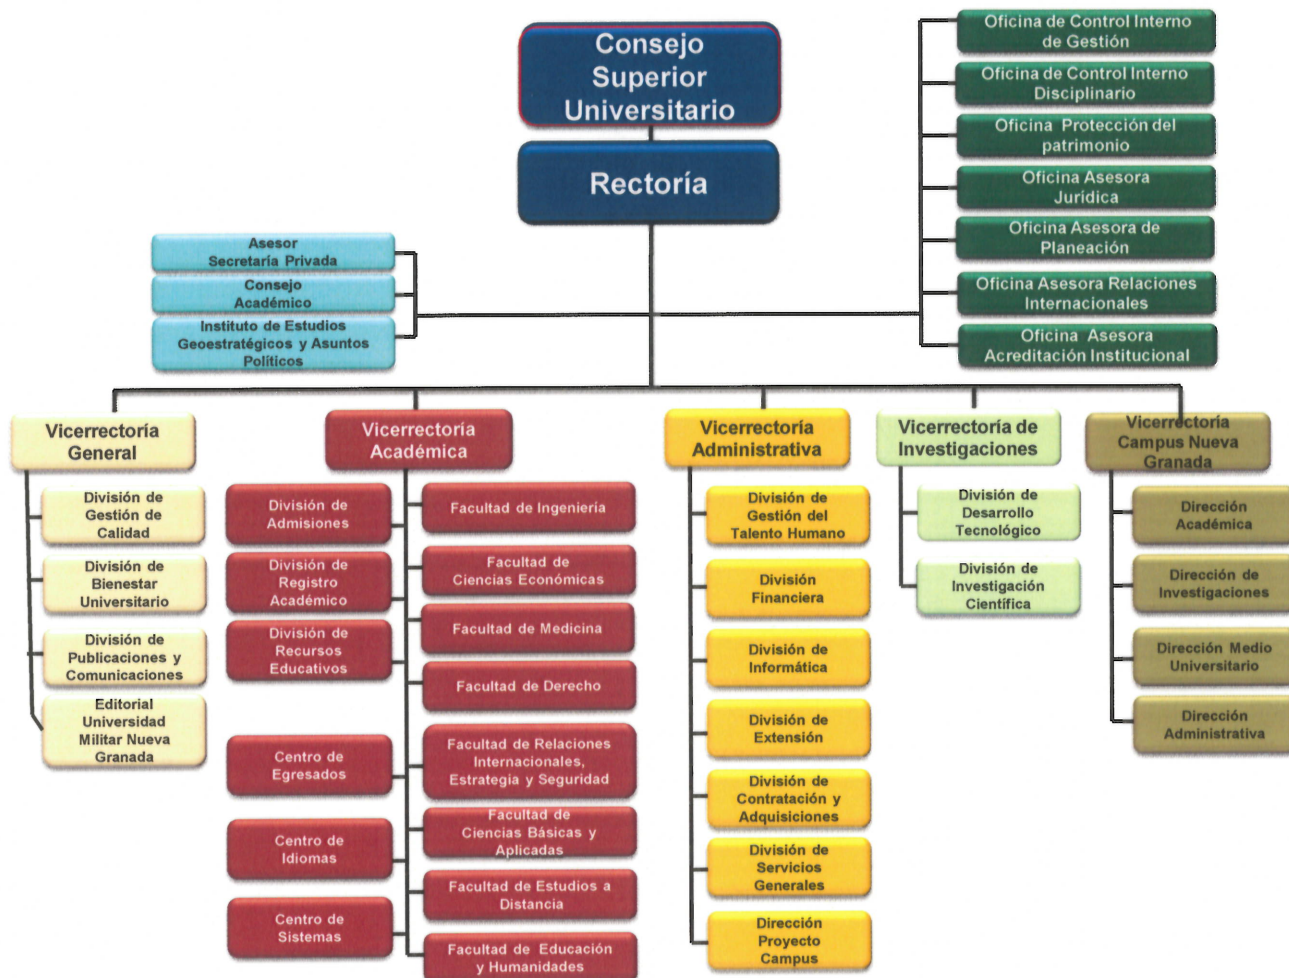 Consejo
Superior
Universitario
Rectoría
Oficina de Control Interno
de Gestión
Oficina de Control Interno
Disciplinario
Oficina Protección del
patrimonio
Oficina Asesora
Jurídica
Oficina Asesora de
Planeación
Oficina Asesora Relaciones
Internacionales
Oficina Asesora
Acreditación Institucional
Asesor
Secretaría Privada
Consejo
Académico
Instituto de Estudios
Geoestratégicos y Asuntos
Políticos
Vicerrectoría
General
División de
Gestión de
Calidad
División de
Bienestar
Universitario
División de
Publicaciones y
Comunicaciones
Editorial
Universidad
Militar Nueva
Granada
Vicerrectoría
Académica
División de
Admisiones
División de
Registro
Académico
División de
Recursos
Educativos
Centro de
Egresados
Centro de
Idiomas
Centro de
Sistemas
Facultad de Ingeniería
Facultad de
Ciencias Económicas
Facultad de Medicina
Facultad de Derecho
Facultad de Relaciones
Internacionales,
Estrategia y Seguridad
Facultad de
Ciencias Básicas y
Aplicadas
Facultad de Estudios a
Distancia
Facultad de Educación
y Humanidades
Vicerrectoría
Administrativa
División de
Gestión del
Talento Humano
División
Financiera
División de
Informática
División de
Extensión
División de
Contratación y
Adquisiciones
División de
Servicios
Generales
Dirección
Proyecto
Campus
Vicerrectoría de
Investigaciones
División de
Desarrollo
Tecnológico
División de
Investigación
Científica
Vicerrectoría
Campus Nueva
Granada
Dirección
Académica
Dirección de
Investigaciones
Dirección Medio
Universitario
Dirección
Administrativa